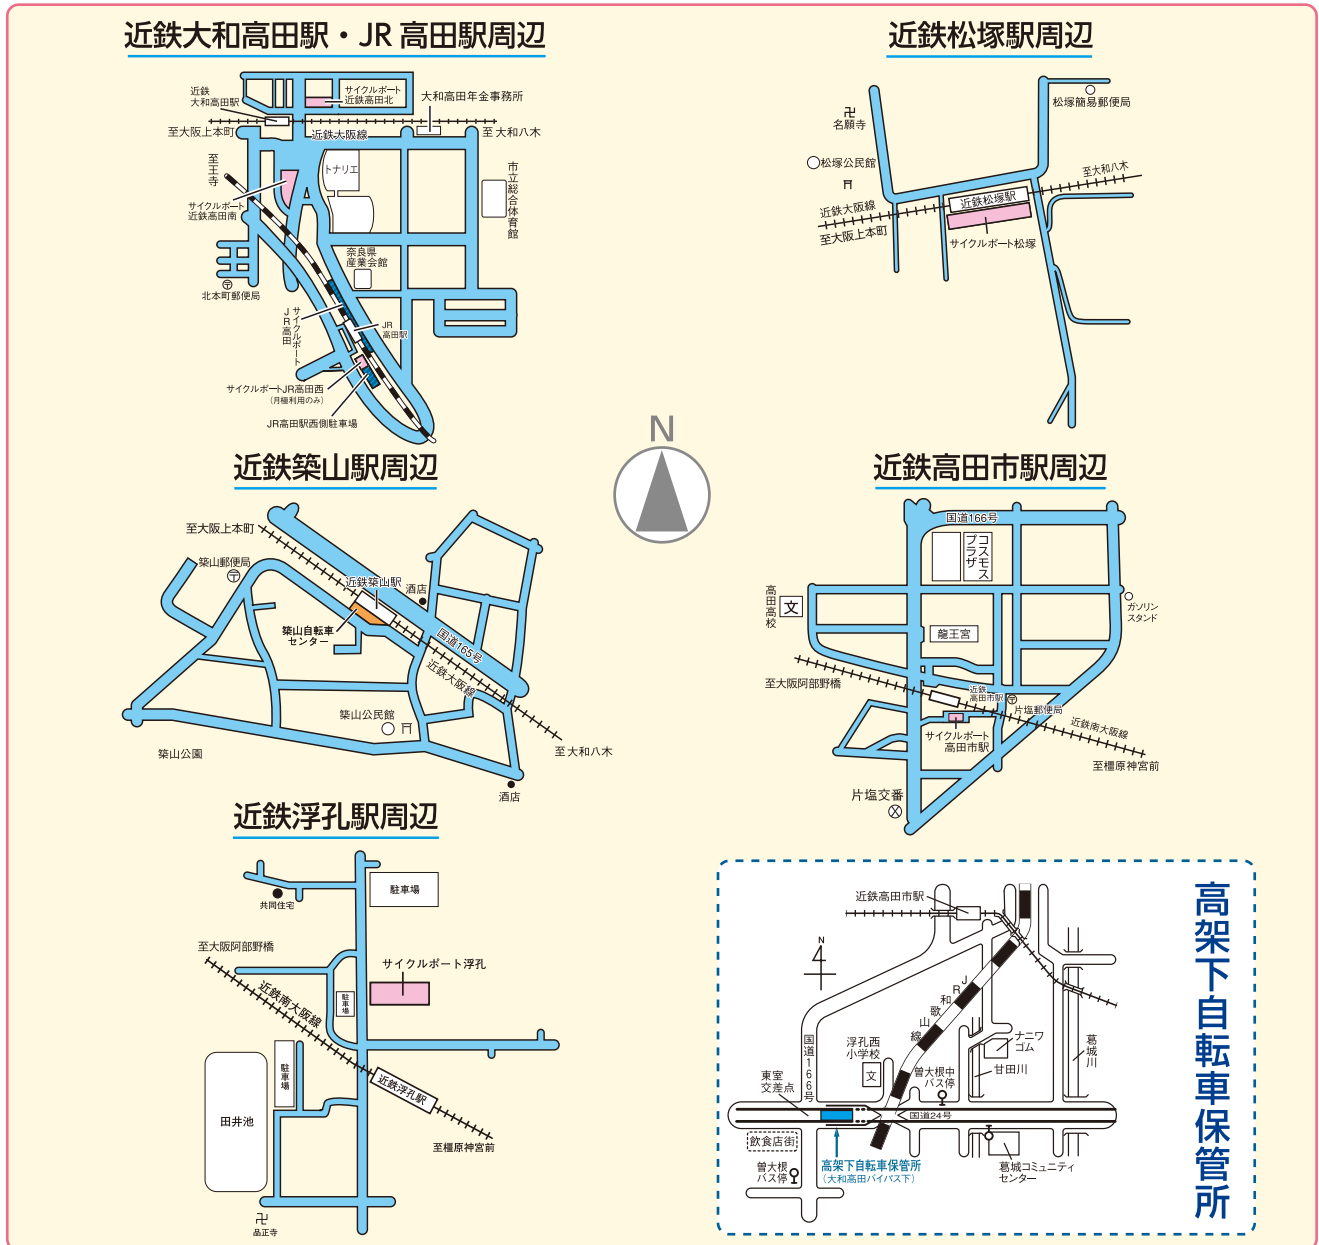 近鉄大和高田駅・JR 高田駅周辺
近鉄
大和高田駅
サイクルポート
近鉄高田北
大和高田年金事務所
至大阪上本町
近鉄大阪線
至 大和八木
至王寺
トナリエ
市立総合体育館
サイクルポート
近鉄高田南
奈良県
産業会館
北本町郵便局
サイクルポート
JR高田
JR
高田駅
サイクルポートJR高田西
（月極利用のみ）
JR高田駅西側駐車場
近鉄松塚駅周辺
松塚簡易郵便局
卍
名願寺
松塚公民館
至大和八木
近鉄大阪線
近鉄松塚駅
至大阪上本町
サイクルポート松塚
N
近鉄築山駅周辺
至大阪上本町
築山郵便局
近鉄築山駅
酒店
築山自転車
センター
国道165号
近鉄大阪線
築山公民館
築山公園
至大和八木
酒店
近鉄高田市駅周辺
国道166号
コスモス
プラザ
高田高校
文
ガソリン
スタンド
龍王宮
至大阪阿部野橋
近鉄
高田市駅
片塩郵便局
サイクルポート
高田市駅
近鉄南大阪線
至橿原神宮前
片塩交番
近鉄浮孔駅周辺
駐車場
共同住宅
至大阪阿部野橋
サイクルポート浮孔
近鉄南大阪線
駐車場
駐車場
近鉄浮孔駅
田井池
至橿原神宮前
卍
品正寺
高架下自転車保管所
近鉄高田市駅
N
JR和歌山線
国道166号
浮孔西
小学校
文
ナニワ
ゴム
葛城川
甘田川
曽大根中
バス停
東室
交差点
国道24号
飲食店街
曽大根
バス停
高架下自転車保管所
（大和高田バイパス下）
葛城コミュニティ
センター